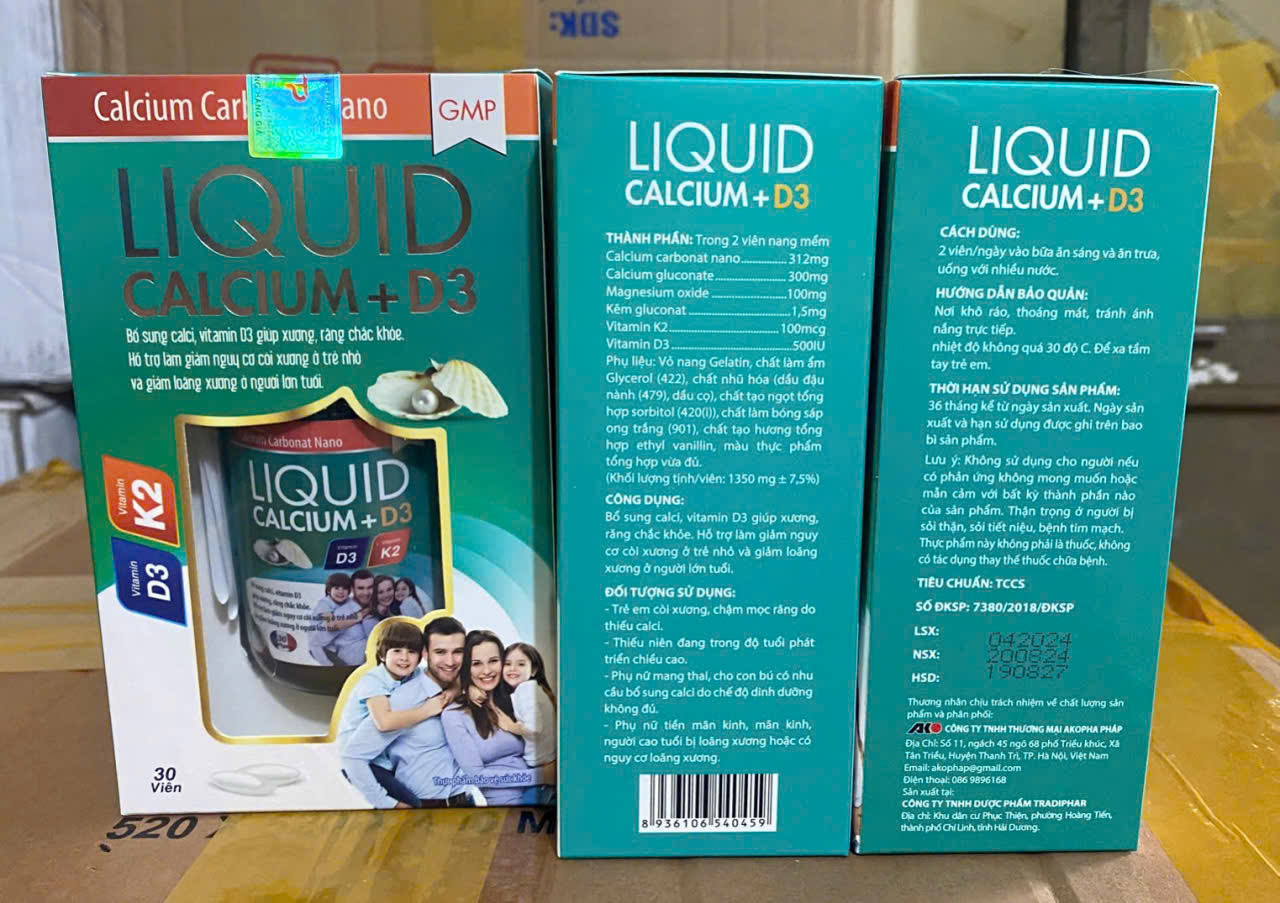 SDK:
Calcium Car ano
GMP
LIQUID
CALCIUM + D3
Bổ sung calci, vitamin D3 giúp xương, răng chắc khỏe.
Hỗ trợ làm giảm nguy cơ còi xương ở trẻ nhỏ
và giảm loãng xương ở người lớn tuổi.
Carbonat Nano
LIQUID
CALCIUM + D3
Vitamin
D3
Vitamin
K2
Vitamin
K2
Vitamin
D3
30
Viên
Thực phẩm bảo vệ sức khỏe
LIQUID
CALCIUM + D3
THÀNH PHẦN: Trong 2 viên nang mềm
Calcium carbonat nano 312mg
Calcium gluconate 300mg
Magnesium oxide 100mg
Kẽm gluconat 1,5mg
Vitamin K2 100mcg
Vitamin D3 500IU
Phụ liệu: Vỏ nang Gelatin, chất làm ẩm
Glycerol (422), chất nhũ hóa (dầu đậu
nành (479), dầu cọ), chất tạo ngọt tổng
hợp sorbitol (420(i)), chất làm bóng sáp
ong trắng (901), chất tạo hương tổng
hợp ethyl vanillin, màu thực phẩm
tổng hợp vừa đủ.
(Khối lượng tịnh/viên: 1350 mg ± 7,5%)
CÔNG DỤNG:
Bổ sung calci, vitamin D3 giúp xương,
răng chắc khỏe. Hỗ trợ làm giảm nguy
cơ còi xương ở trẻ nhỏ và giảm loãng
xương ở người lớn tuổi.
ĐỐI TƯỢNG SỬ DỤNG:
- Trẻ em còi xương, chậm mọc răng do
thiếu calci.
- Thiếu niên đang trong độ tuổi phát
triển chiều cao.
- Phụ nữ mang thai, cho con bú có nhu
cầu bổ sung calci do chế độ dinh dưỡng
không đủ.
- Phụ nữ tiền mãn kinh, mãn kinh,
người cao tuổi bị loãng xương hoặc có
nguy cơ loãng xương.
8 936106 540459
LIQUID
CALCIUM + D3
CÁCH DÙNG:
2 viên/ngày vào bữa ăn sáng và ăn trưa,
uống với nhiều nước.
HƯỚNG DẪN BẢO QUẢN:
Nơi khô ráo, thoáng mát, tránh ánh
nắng trực tiếp.
nhiệt độ không quá 30 độ C. Để xa tầm
tay trẻ em.
THỜI HẠN SỬ DỤNG SẢN PHẨM:
36 tháng kể từ ngày sản xuất. Ngày sản
xuất và hạn sử dụng được ghi trên bao
bì sản phẩm.
Lưu ý: Không sử dụng cho người nếu
có phản ứng không mong muốn hoặc
mẫn cảm với bất kỳ thành phần nào
của sản phẩm. Thận trọng ở người bị
sỏi thận, sỏi tiết niệu, bệnh tim mạch.
Thực phẩm này không phải là thuốc, không
có tác dụng thay thế thuốc chữa bệnh.
TIÊU CHUẨN: TCCS
SỐ ĐKSP: 7380/2018/ĐKSP
LSX: 042024
NSX: 200824
HSD: 190827
Thương nhân chịu trách nhiệm về chất lượng sản
phẩm và phân phối:
AKO CÔNG TY TNHH THƯƠNG MẠI AKOPHA PHÁP
Địa Chỉ: Số 11, ngách 45 ngõ 68 phố Triều khúc, Xã
Tân Triều, Huyện Thanh Trì, TP. Hà Nội, Việt Nam
Email: akophap@gmail.com
Điện thoại: 086 9896168
Sản xuất tại:
CÔNG TY TNHH DƯỢC PHẨM TRADIPHAR
Địa chỉ: Khu dân cư Phục Thiện, phường Hoàng Tiến,
thành phố Chí Linh, tỉnh Hải Dương.
520